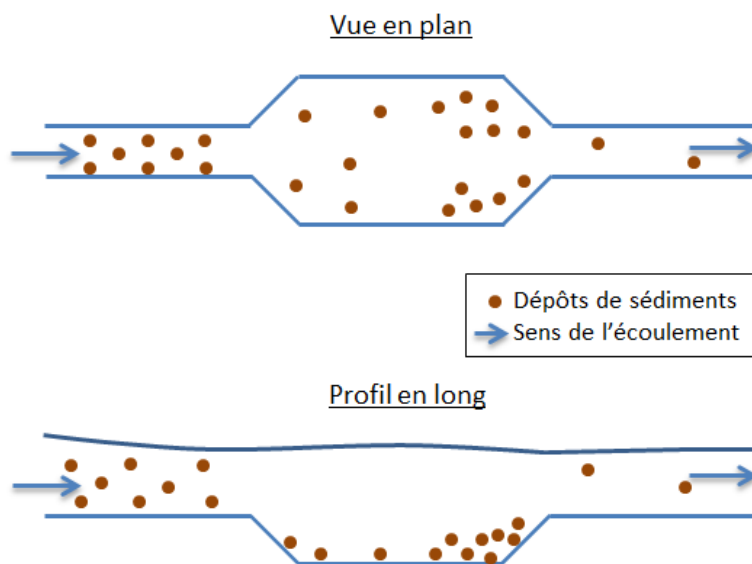 Vue en plan
Dépôts de sédiments
Sens de l'écoulement
Profil en long